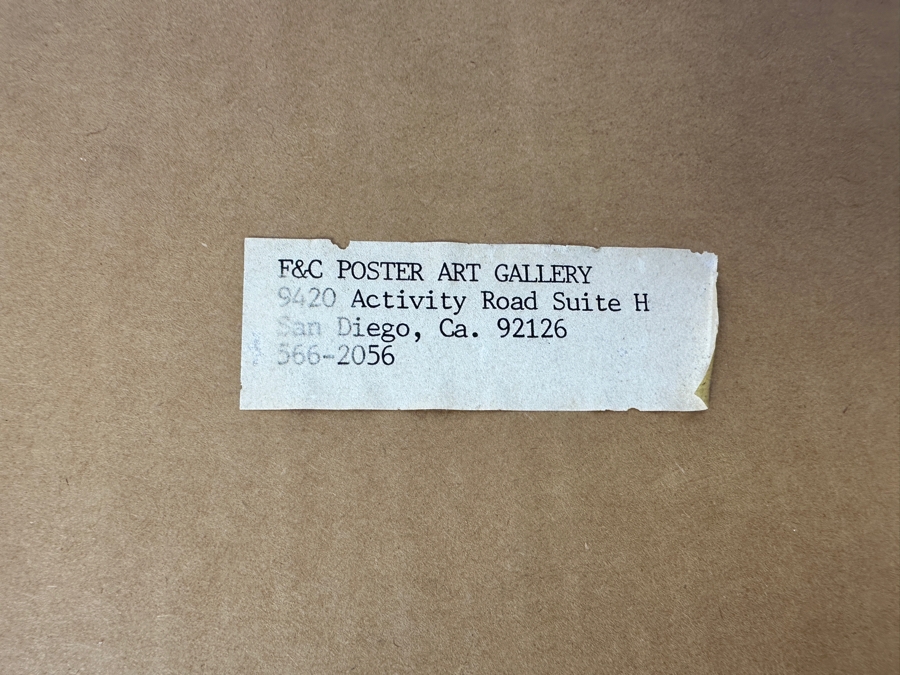 F&C POSTER ART GALLERY
9420 Activity Road Suite H
San Diego, Ca. 92126
566-2056